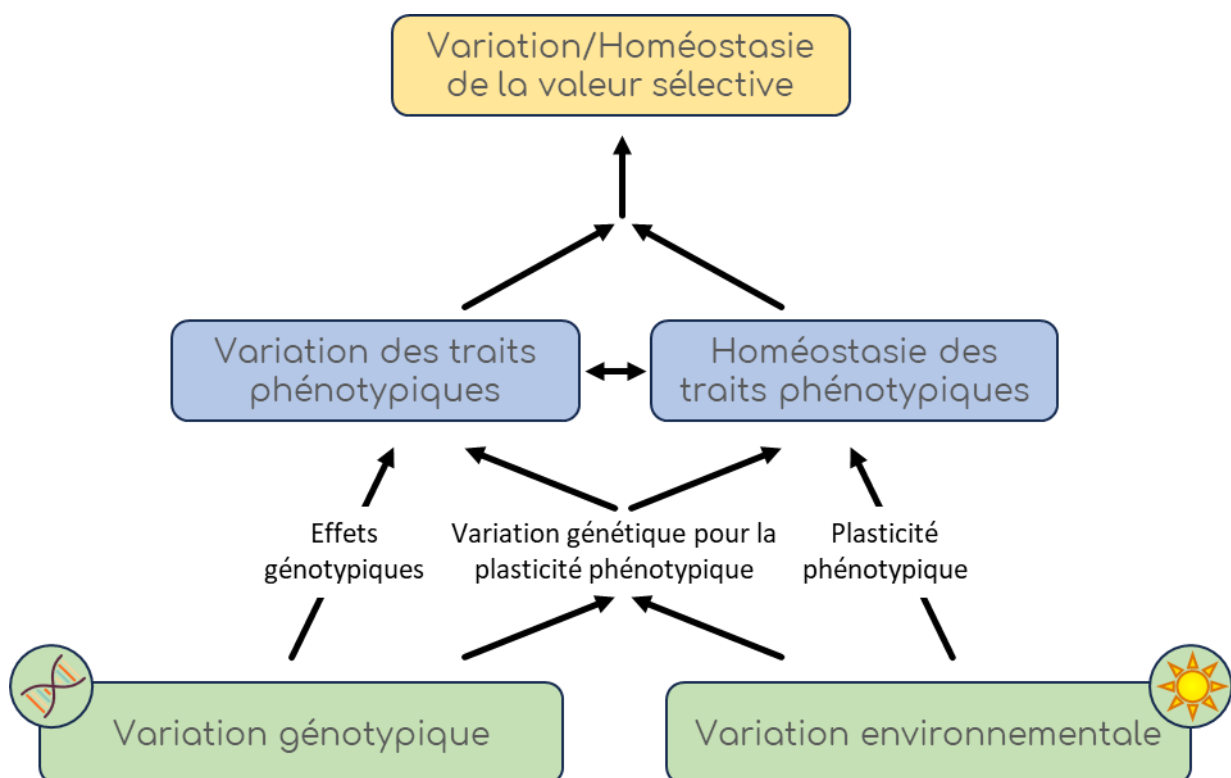 Variation/Homéostasie
de la valeur sélective
Variation des traits
phénotypiques
Homéostasie des
traits phénotypiques
Effets
génotypiques
Variation génétique pour la
plasticité phénotypique
Plasticité
phénotypique
Variation génotypique
Variation environnementale